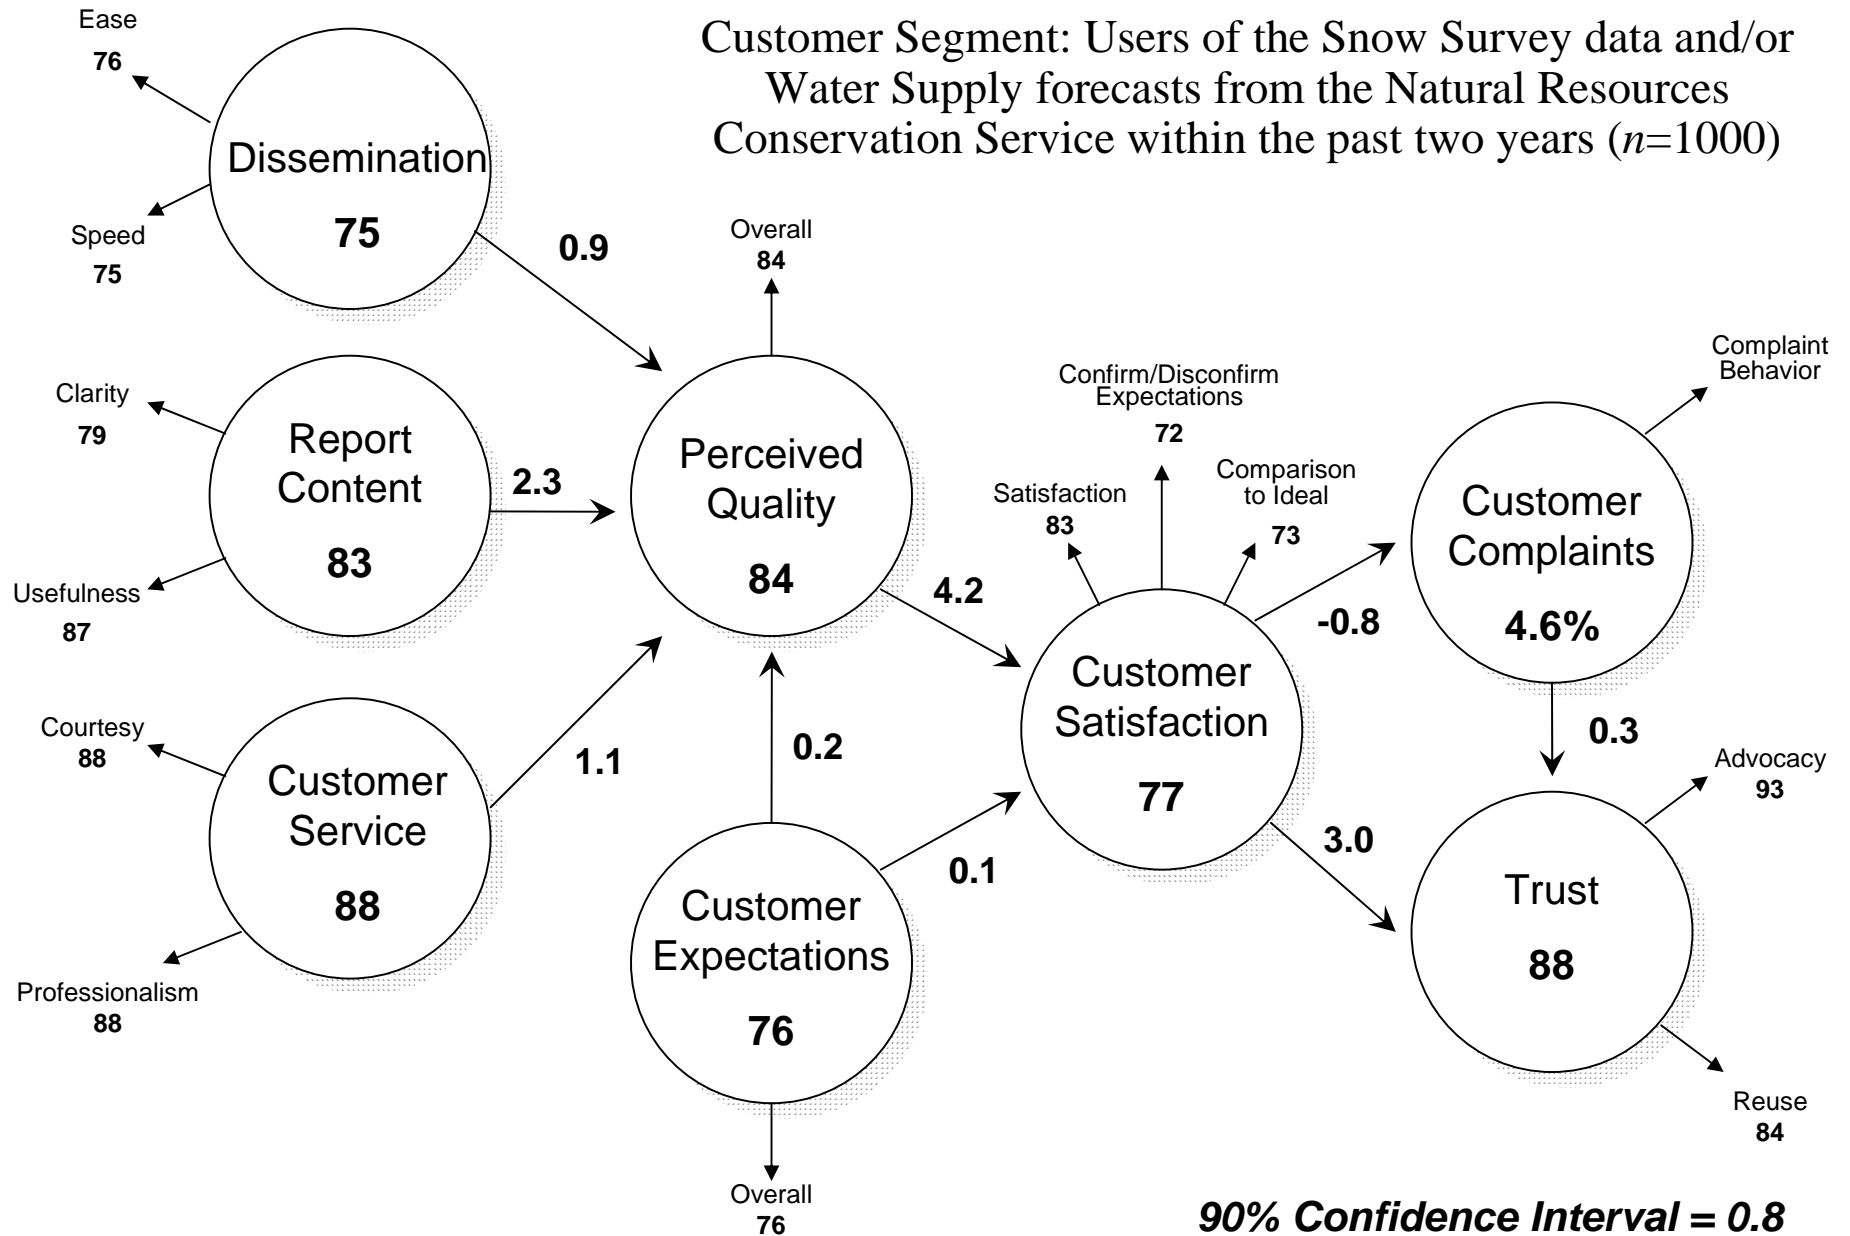 Customer Segment: Users of the Snow Survey data and/or
Water Supply forecasts from the Natural Resources
Conservation Service within the past two years (n=1000)
Ease
76
Dissemination
75
Speed
75
0.9
Clarity
79
Report
Content
83
Usefulness
87
2.3
Courtesy
88
Customer
Service
88
Professionalism
88
1.1
Overall
84
Perceived
Quality
84
4.2
0.2
Customer
Expectations
76
Overall
76
0.1
Satisfaction
83
Confirm/Disconfirm
Expectations
72
Comparison
to Ideal
73
Customer
Satisfaction
77
-0.8
3.0
Complaint
Behavior
Customer
Complaints
4.6%
0.3
Advocacy
93
Trust
88
Reuse
84
90% Confidence Interval = 0.8